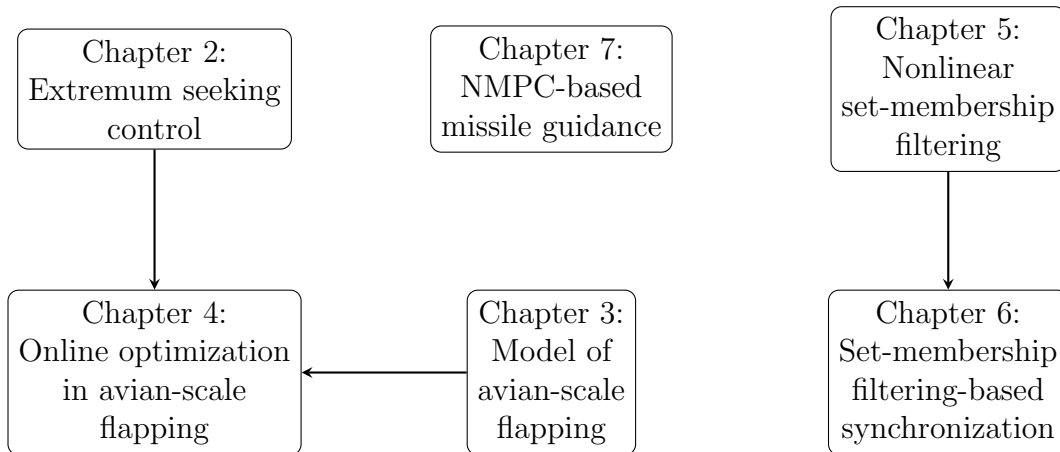 Chapter 2:
Extremum seeking
control
Chapter 7:
NMPC-based
missile guidance
Chapter 5:
Nonlinear
set-membership
filtering
Chapter 4:
Online optimization
in avian-scale
flapping
Chapter 3:
Model of
avian-scale
flapping
Chapter 6:
Set-membership
filtering-based
synchronization